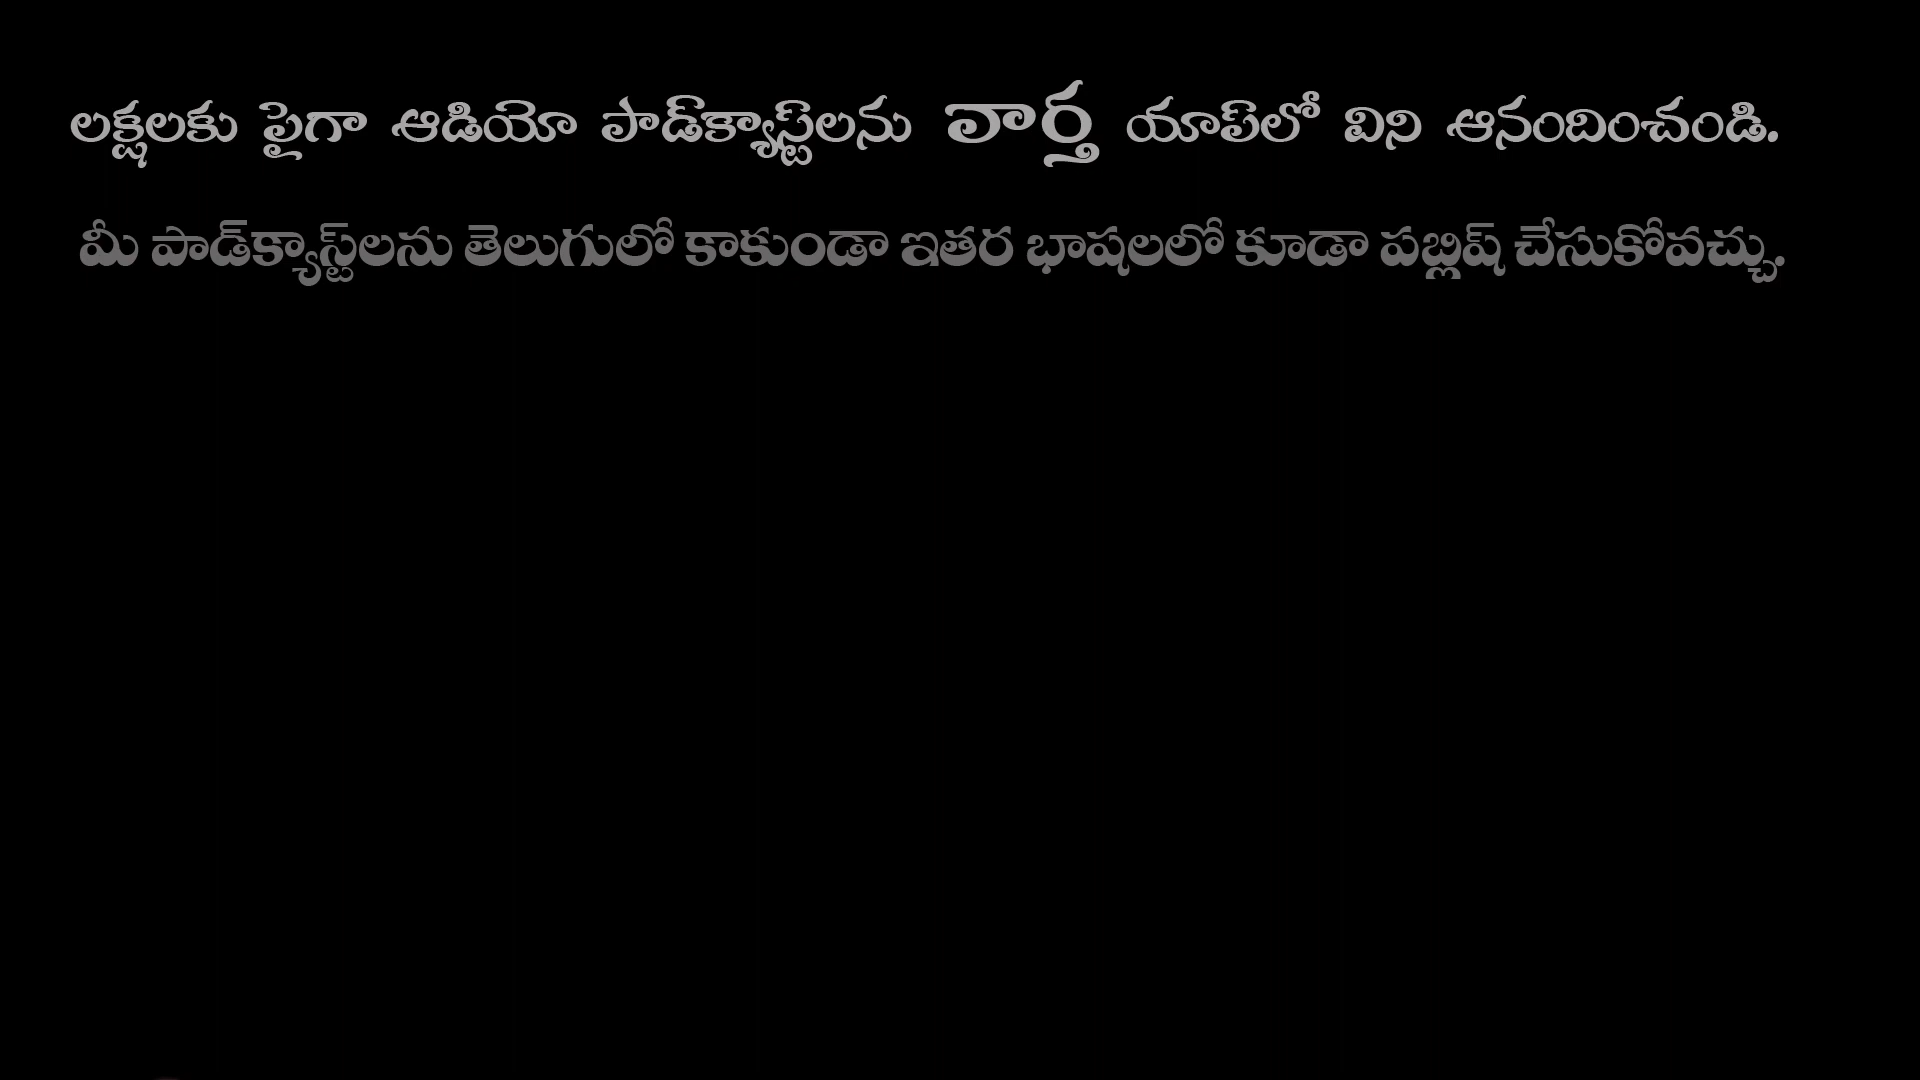 లక్షలకు పైగా ఆడియో పాడ్‌క్యాస్ట్‌లను వార్త యాప్‌లో విని ఆనందించండి.
మీ పాడ్‌క్యాస్ట్‌లను తెలుగులో కాకుండా ఇతర భాషలలో కూడా పబ్లిష్ చేసుకోవచ్చు.